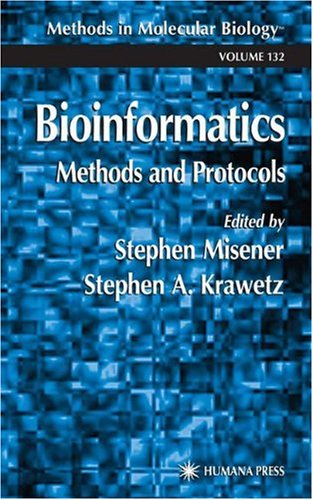 Methods in Molecular Biology™
VOLUME 132
Bioinformatics
Methods and Protocols
Edited by
Stephen Misener
Stephen A. Krawetz
HUMANA PRESS